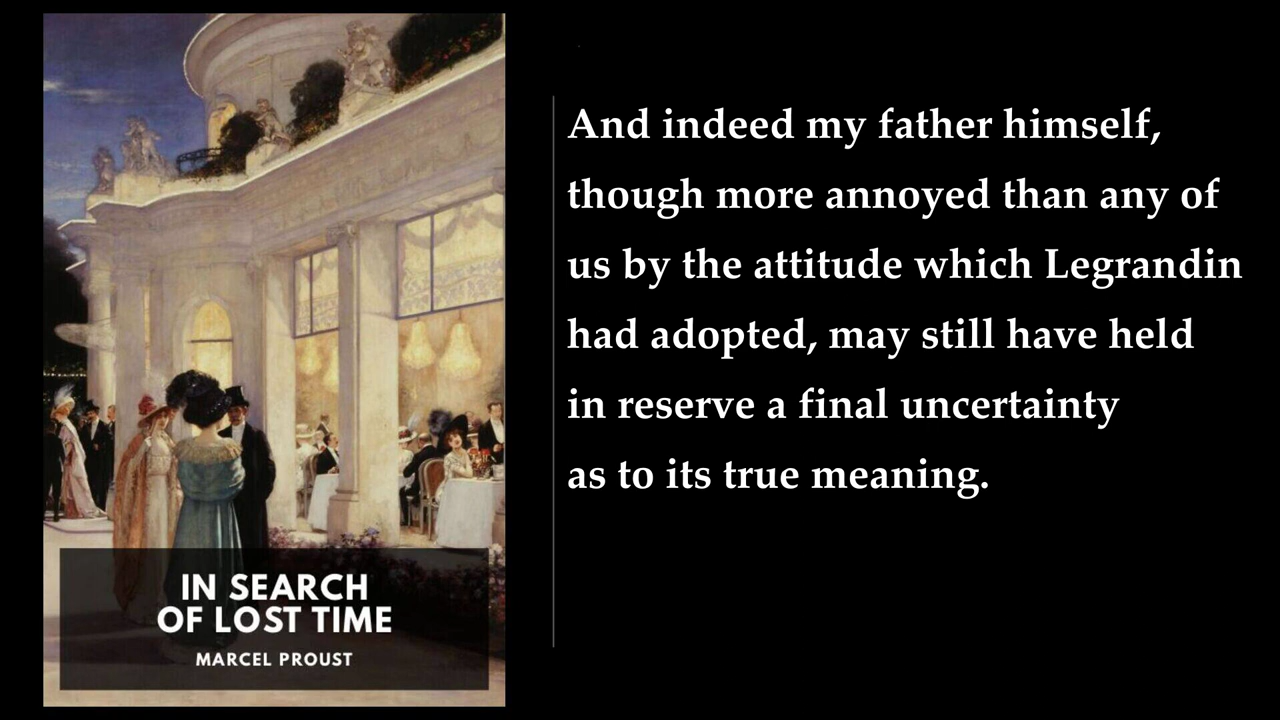 And indeed my father himself,
though more annoyed than any of
us by the attitude which Legrandin
had adopted, may still have held
in reserve a final uncertainty
as to its true meaning.
IN SEARCH
OF LOST TIME
MARCEL PROUST